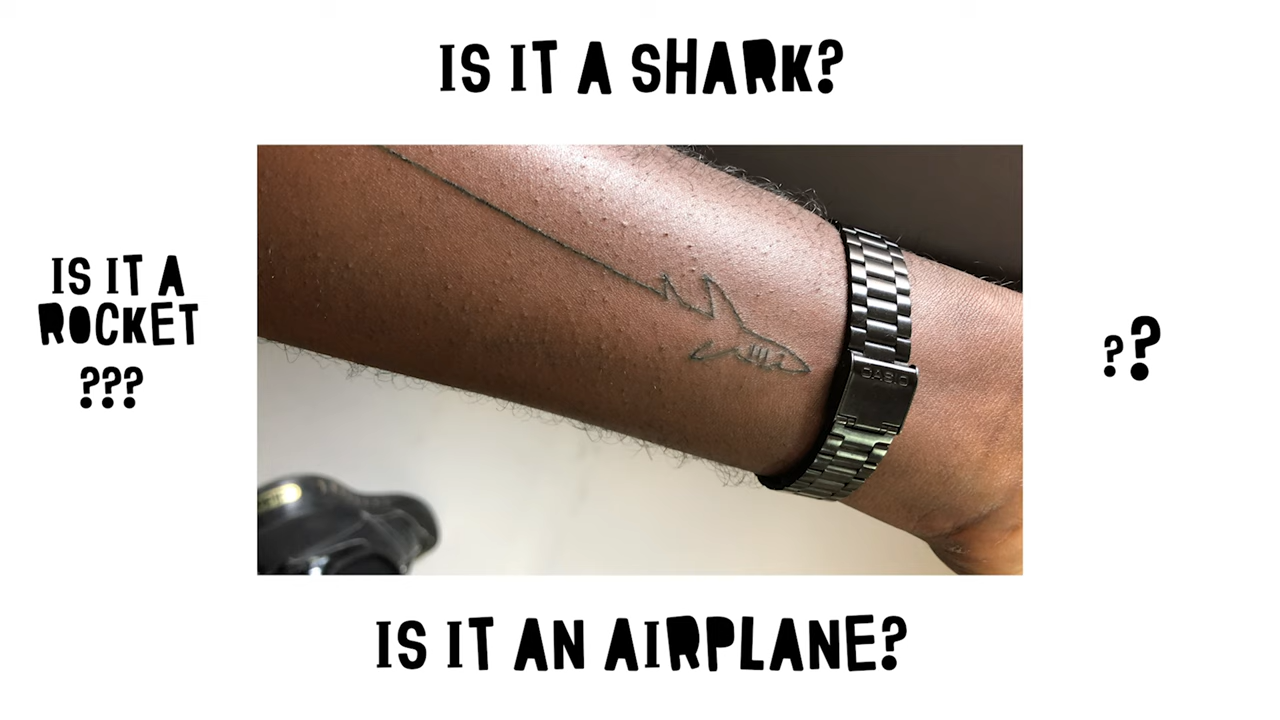 IS IT A SHARK?
IS IT A
ROCKET
???
CASIO
??
IS IT AN AIRPLANE?